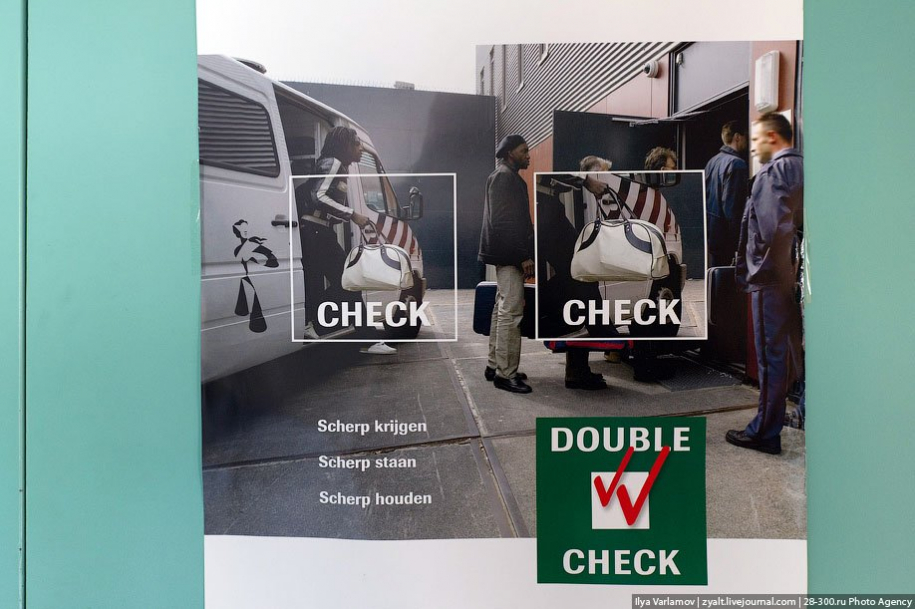 CHECK
CHECK
Scherp krijgen
Scherp staan
Scherp houden
DOUBLE
CHECK
Ilya Varlamov | zyalt.livejournal.com | 28-300.ru Photo Agency